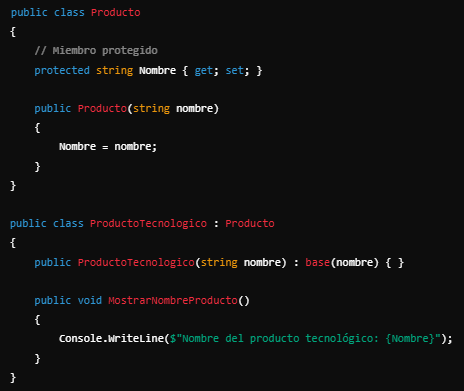 public class Producto
{
    // Miembro protegido
    protected string Nombre { get; set; }

    public Producto(string nombre)
    {
        Nombre = nombre;
    }
}

public class ProductoTecnologico : Producto
{
    public ProductoTecnologico(string nombre) : base(nombre) { }

    public void MostrarNombreProducto()
    {
        Console.WriteLine($"Nombre del producto tecnológico: {Nombre}");
    }
}